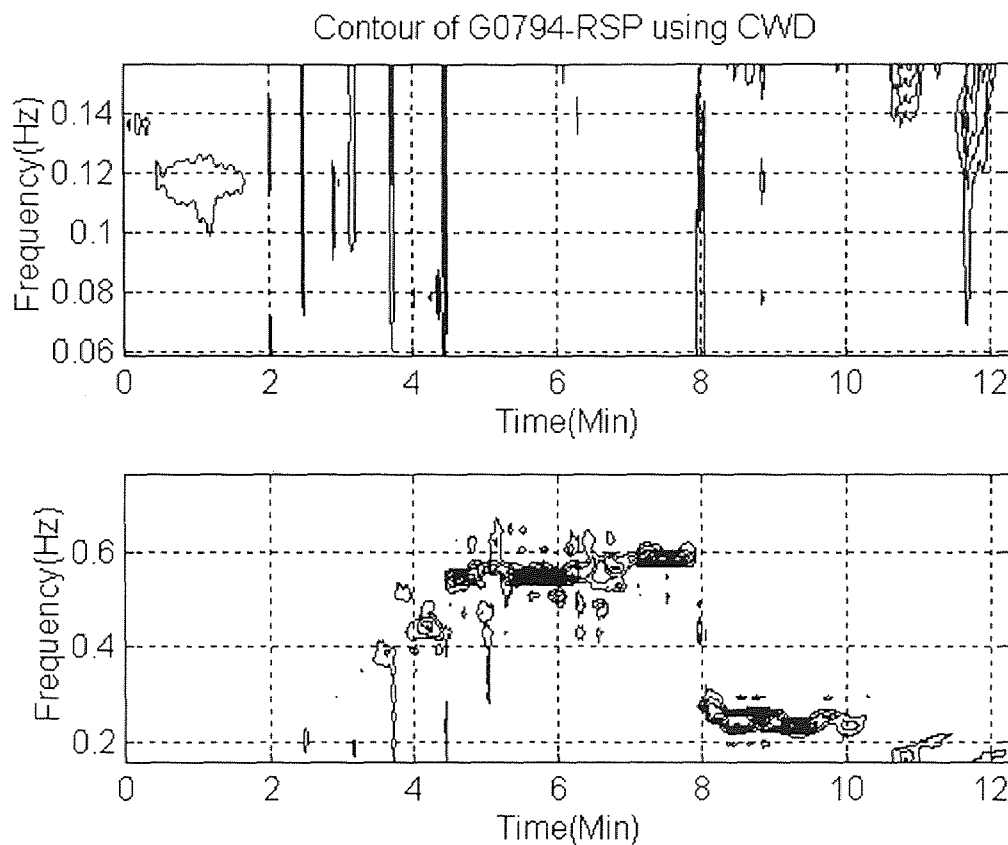 Contour of G0794-RSP using CWD
Frequency(Hz)
0.14
0.12
0.1
0.08
0.06
0 2 4 6 8 10 12
Time(Min)
Frequency(Hz)
0.6
0.4
0.2
0 2 4 6 8 10 12
Time(Min)